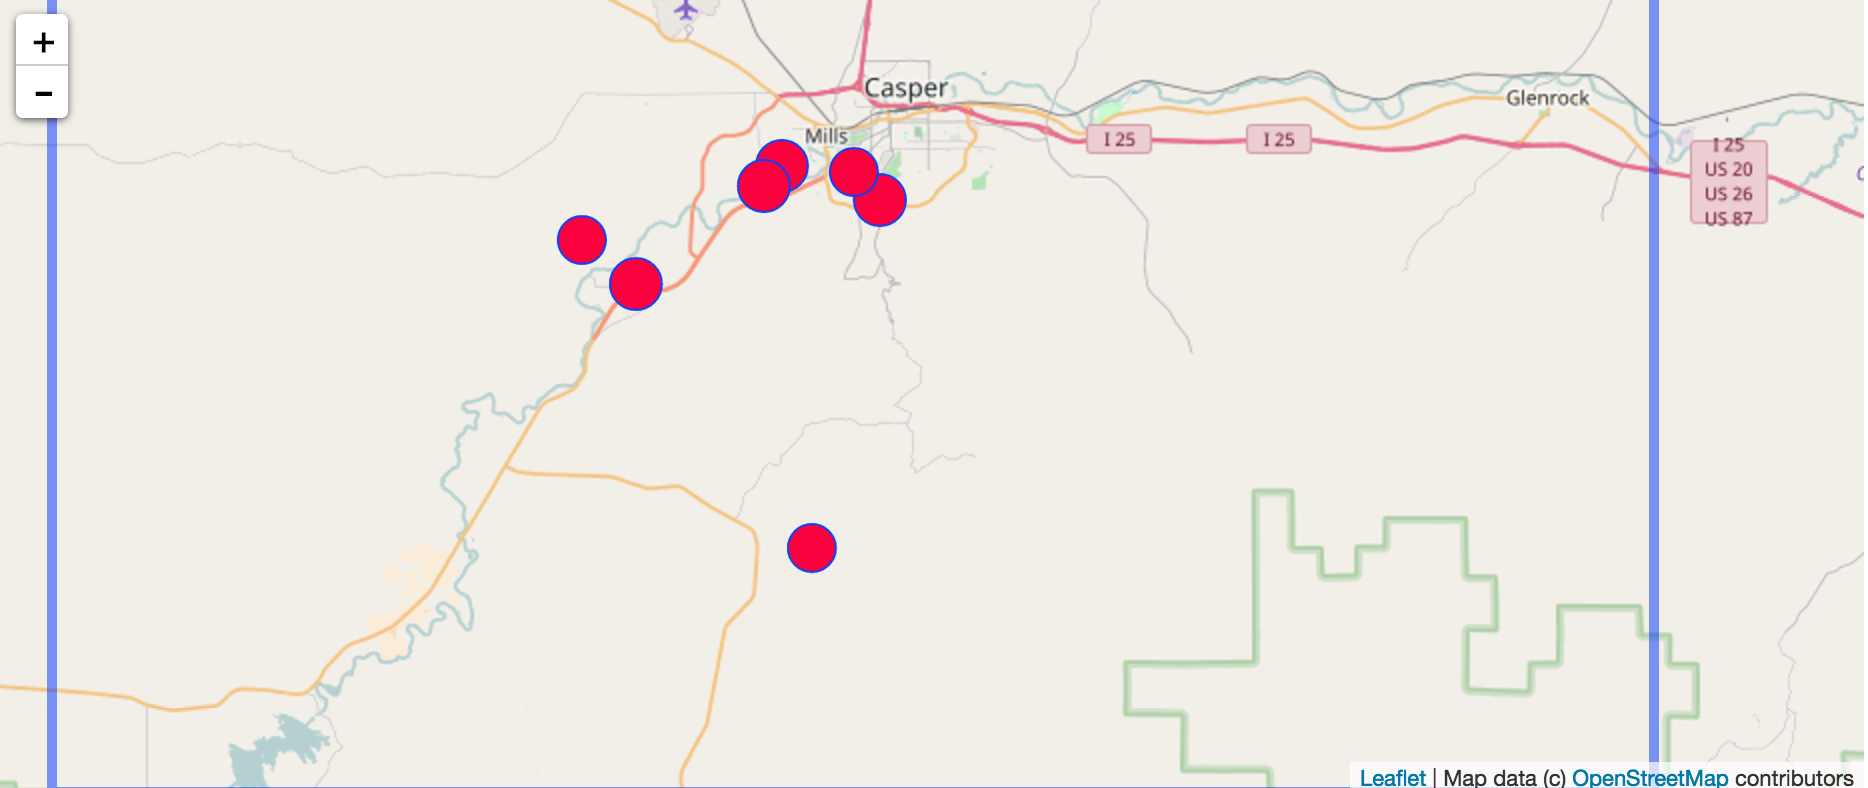 +
Casper
Glenrock
Mills
I 25
I 25
I 25
US 20
US 26
US 87
-
Leaflet | Map data (c) OpenStreetMap contributors